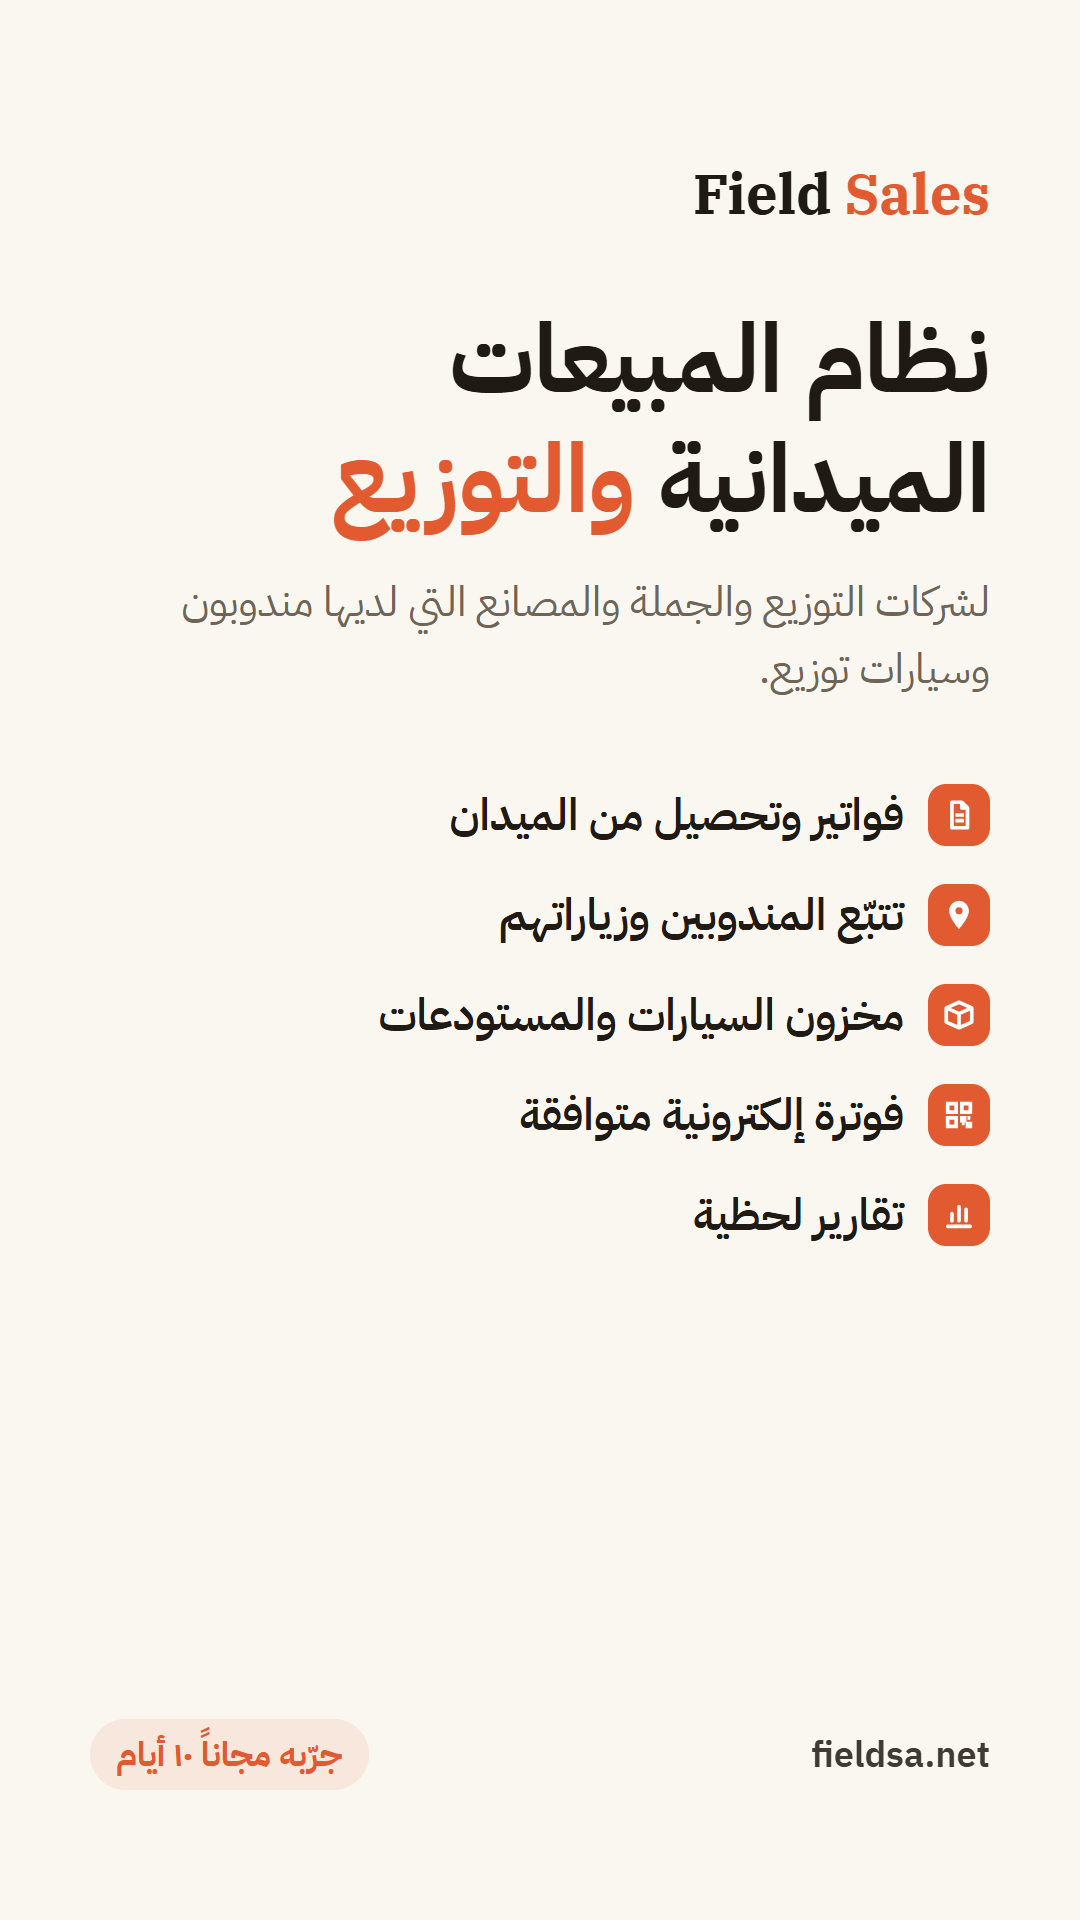 Field Sales
نظام المبيعات
الميدانية والتوزيع
لشركات التوزيع والجملة والمصانع التي لديها مندوبون
وسيارات توزيع.
فواتير وتحصيل من الميدان
تتبّع المندوبين وزياراتهم
مخزون السيارات والمستودعات
فوترة إلكترونية متوافقة
تقارير لحظية
fieldsa.net
جرّبه مجاناً ١٠ أيام